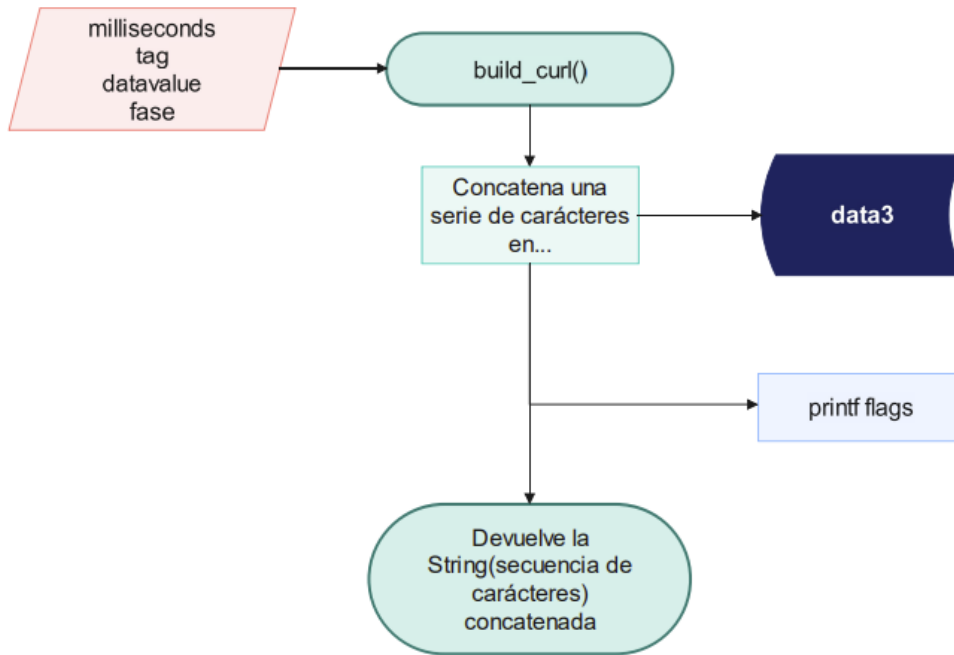 milliseconds
tag
datavalue
fase
build_curl()
Concatena una
serie de carácteres
en...
data3
printf flags
Devuelve la
String(secuencia de
carácteres)
concatenada